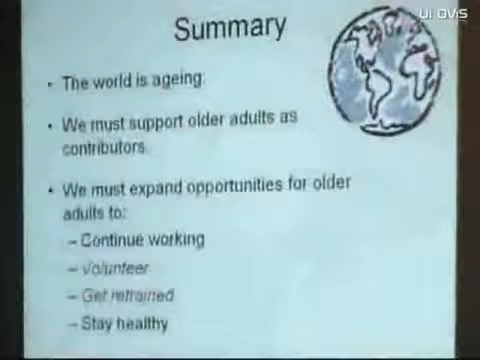 UI OVIS
Summary
• The world is ageing.
• We must support older adults as
contributors.
• We must expand opportunities for older
adults to:
– Continue working
– Volunteer
– Get retrained
– Stay healthy